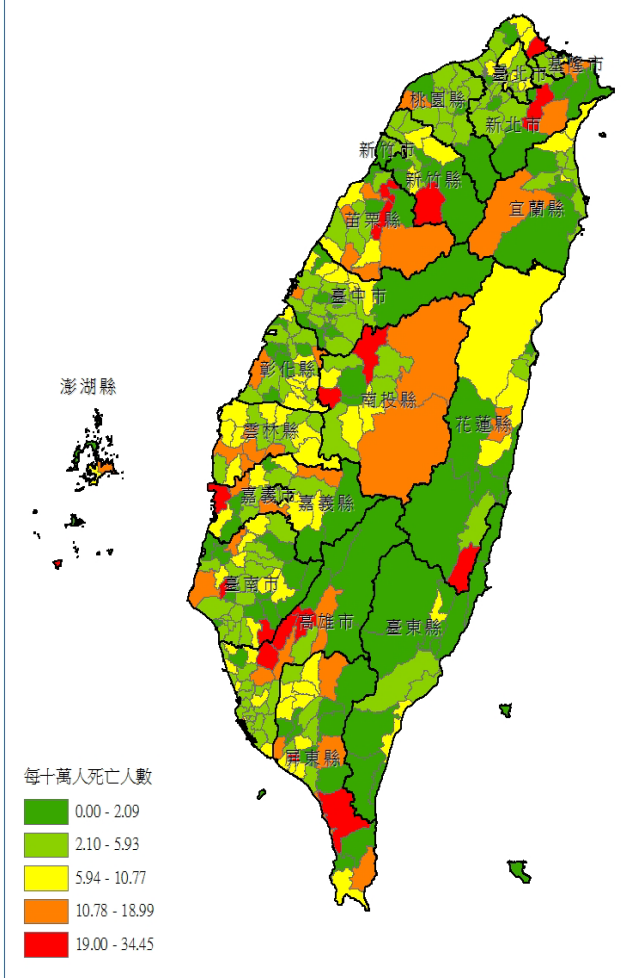 基隆市
臺北市
桃園縣
新北市
新竹市
新竹縣
宜蘭縣
苗栗縣
臺中市
彰化縣
澎湖縣
南投縣
花蓮縣
雲林縣
嘉義市
嘉義縣
臺南市
高雄市
臺東縣
屏東縣
每十萬人死亡人數
0.00 - 2.09
2.10 - 5.93
5.94 - 10.77
10.78 - 18.99
19.00 - 34.45